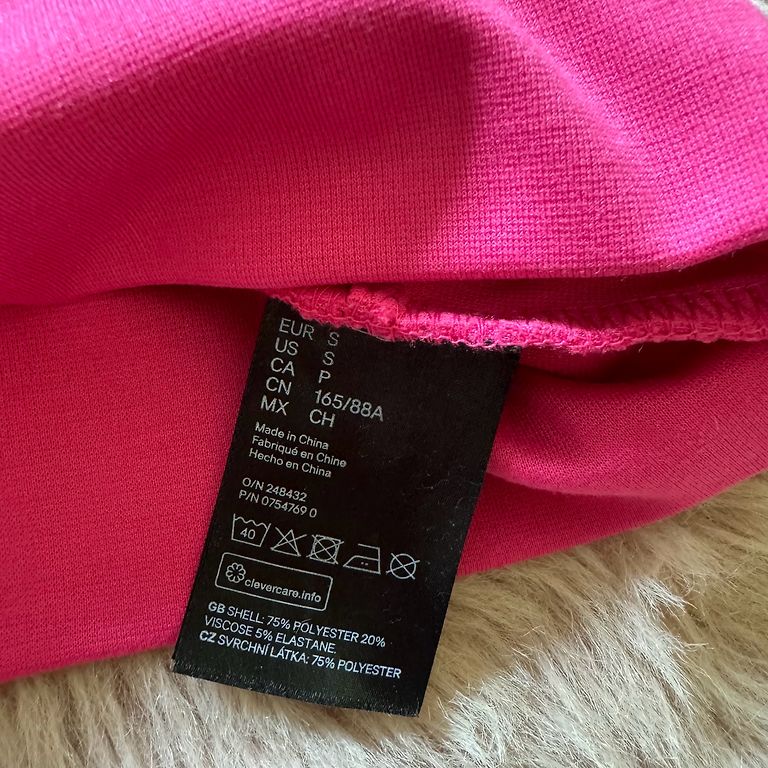 EUR S
US S
CA P
CN 165/88A
MX CH
Made in China
Fabriqué en Chine
Hecho en China
O/N 248432
P/N 0754769 0
40
clevercare.info
GB SHELL: 75% POLYESTER 20%
VISCOSE 5% ELASTANE
CZ SVRCHNÍ LÁTKA: 75% POLYESTER